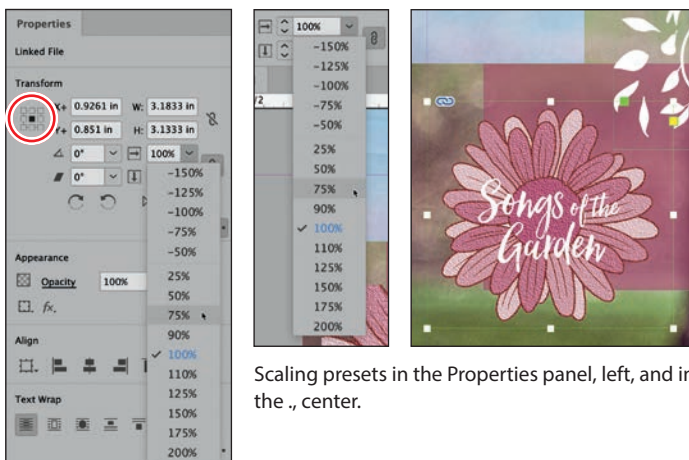 Properties
Linked File
Transform
X+ 0.9261 in W: 3.1833 in
Y+ 0.851 in H: 3.1333 in
0° 100%
0°
-150%
-125%
-100%
-75%
-50%
25%
50%
75%
90%
✓ 100%
110%
125%
150%
175%
200%
Appearance
Opacity 100%
fx.
Align
Text Wrap
100%
-150%
-125%
-100%
-75%
-50%
25%
50%
75%
90%
✓ 100%
110%
125%
150%
175%
200%
/2
Songs of the
Garden
Scaling presets in the Properties panel, left, and in
the ., center.